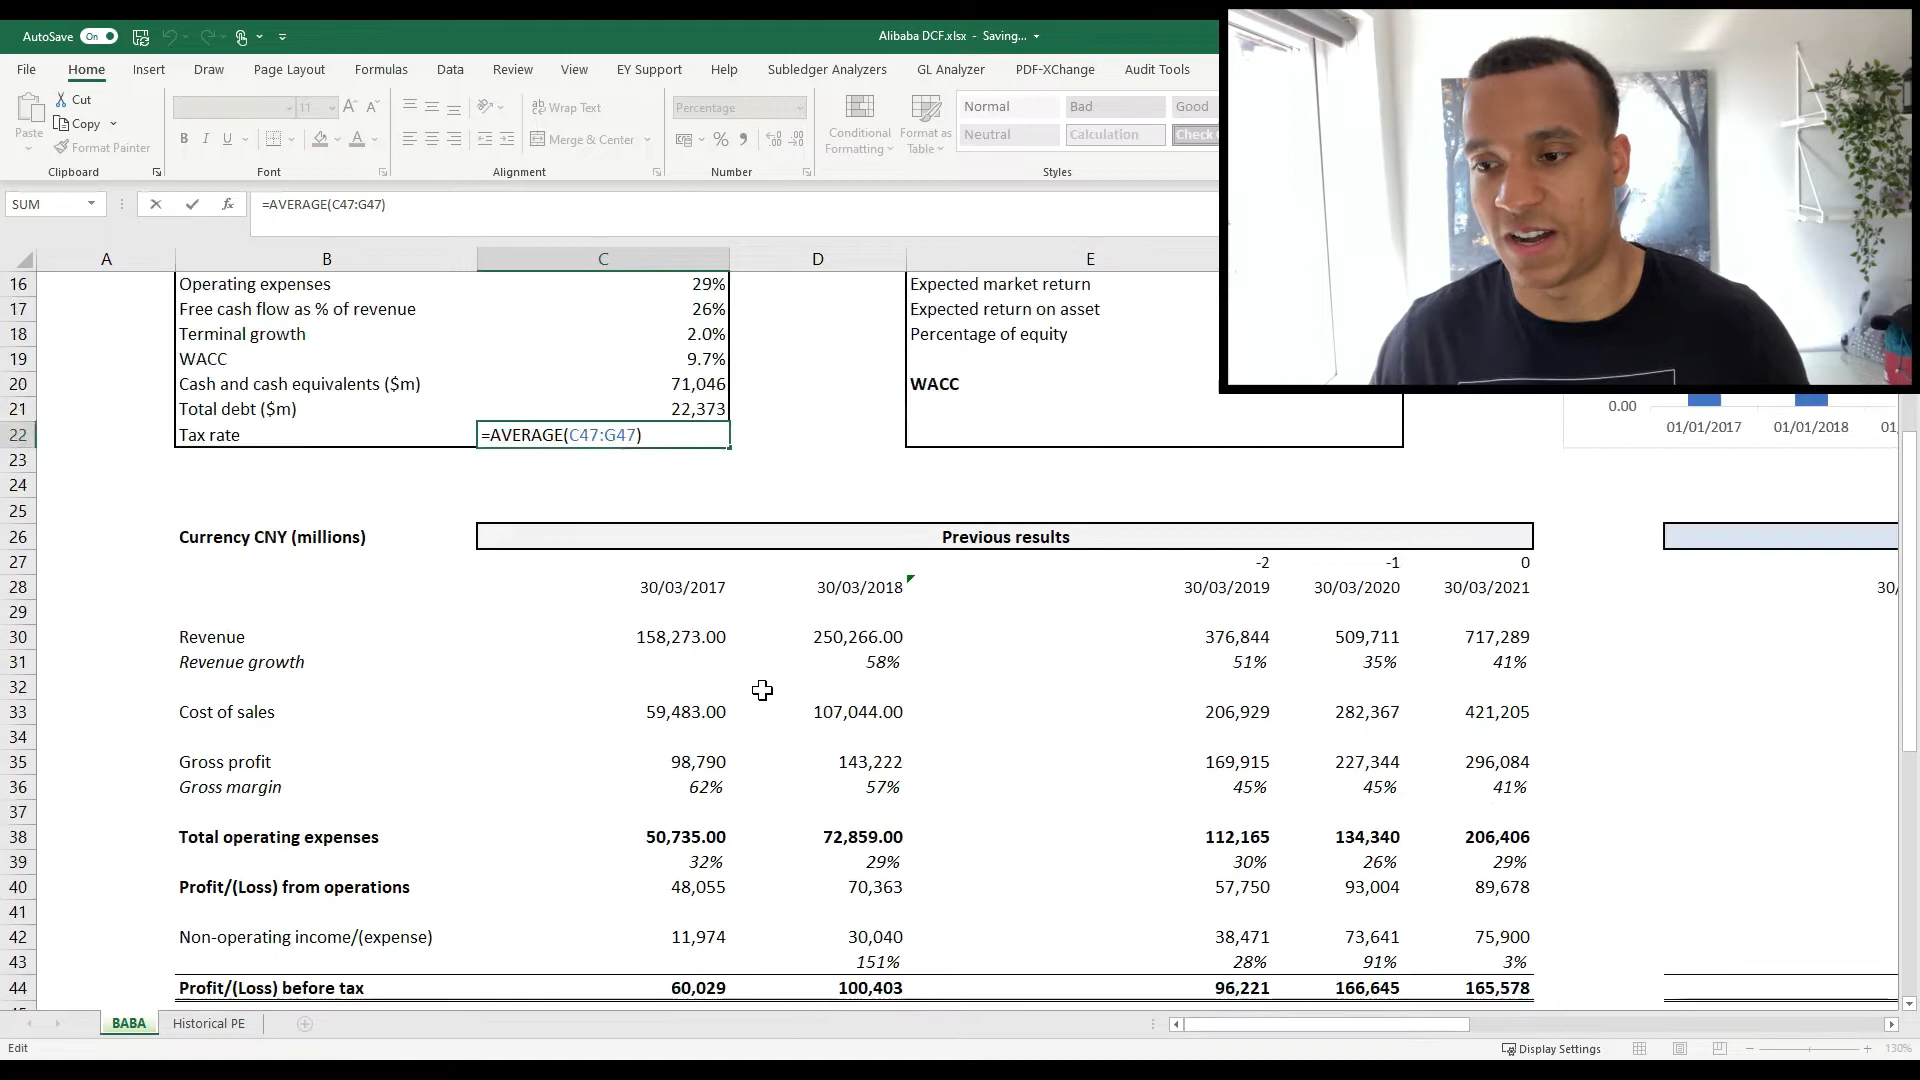 AutoSave On Alibaba DCF.xlsx - Saving...
File Home Insert Draw Page Layout Formulas Data Review View EY Support Help Subledger Analyzers GL Analyzer PDF-XChange Audit Tools
Paste Cut Copy Format Painter
11 A A
B I U A
ab Wrap Text
Merge & Center
Percentage
% 9
Conditional Formatting
Format as Table
Normal Bad Good
Neutral Calculation Check
Clipboard Font Alignment Number Styles
SUM fx =AVERAGE(C47:G47)
A B C D E
16 Operating expenses 29% Expected market return
17 Free cash flow as % of revenue 26% Expected return on asset
18 Terminal growth 2.0% Percentage of equity
19 WACC 9.7%
20 Cash and cash equivalents ($m) 71,046 WACC
21 Total debt ($m) 22,373 0.00
22 Tax rate =AVERAGE(C47:G47) 01/01/2017 01/01/2018 01/
23
24
25
26 Currency CNY (millions) Previous results
27 -2 -1 0
28 30/03/2017 30/03/2018 30/03/2019 30/03/2020 30/03/2021 30/
29
30 Revenue 158,273.00 250,266.00 376,844 509,711 717,289
31 Revenue growth 58% 51% 35% 41%
32
33 Cost of sales 59,483.00 107,044.00 206,929 282,367 421,205
34
35 Gross profit 98,790 143,222 169,915 227,344 296,084
36 Gross margin 62% 57% 45% 45% 41%
37
38 Total operating expenses 50,735.00 72,859.00 112,165 134,340 206,406
39 32% 29% 30% 26% 29%
40 Profit/(Loss) from operations 48,055 70,363 57,750 93,004 89,678
41
42 Non-operating income/(expense) 11,974 30,040 38,471 73,641 75,900
43 151% 28% 91% 3%
44 Profit/(Loss) before tax 60,029 100,403 96,221 166,645 165,578
BABA Historical PE
Edit Display Settings 130%